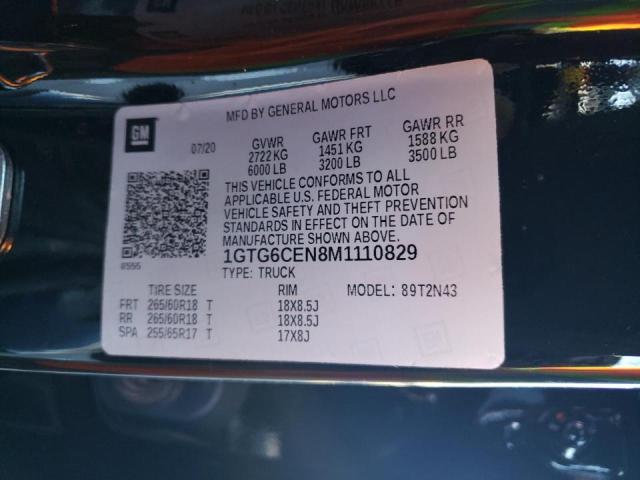 MFD BY GENERAL MOTORS LLC
GM
07/20 GVWR GAWR FRT GAWR RR
2722 KG 1451 KG 1588 KG
6000 LB 3200 LB 3500 LB
THIS VEHICLE CONFORMS TO ALL
APPLICABLE U.S. FEDERAL MOTOR
VEHICLE SAFETY AND THEFT PREVENTION
STANDARDS IN EFFECT ON THE DATE OF
MANUFACTURE SHOWN ABOVE.
1GTG6CEN8M1110829
TYPE: TRUCK
TIRE SIZE RIM MODEL: 89T2N43
FRT 265/60R18 T 18X8.5J
RR 265/60R18 T 18X8.5J
SPA 255/65R17 T 17X8J